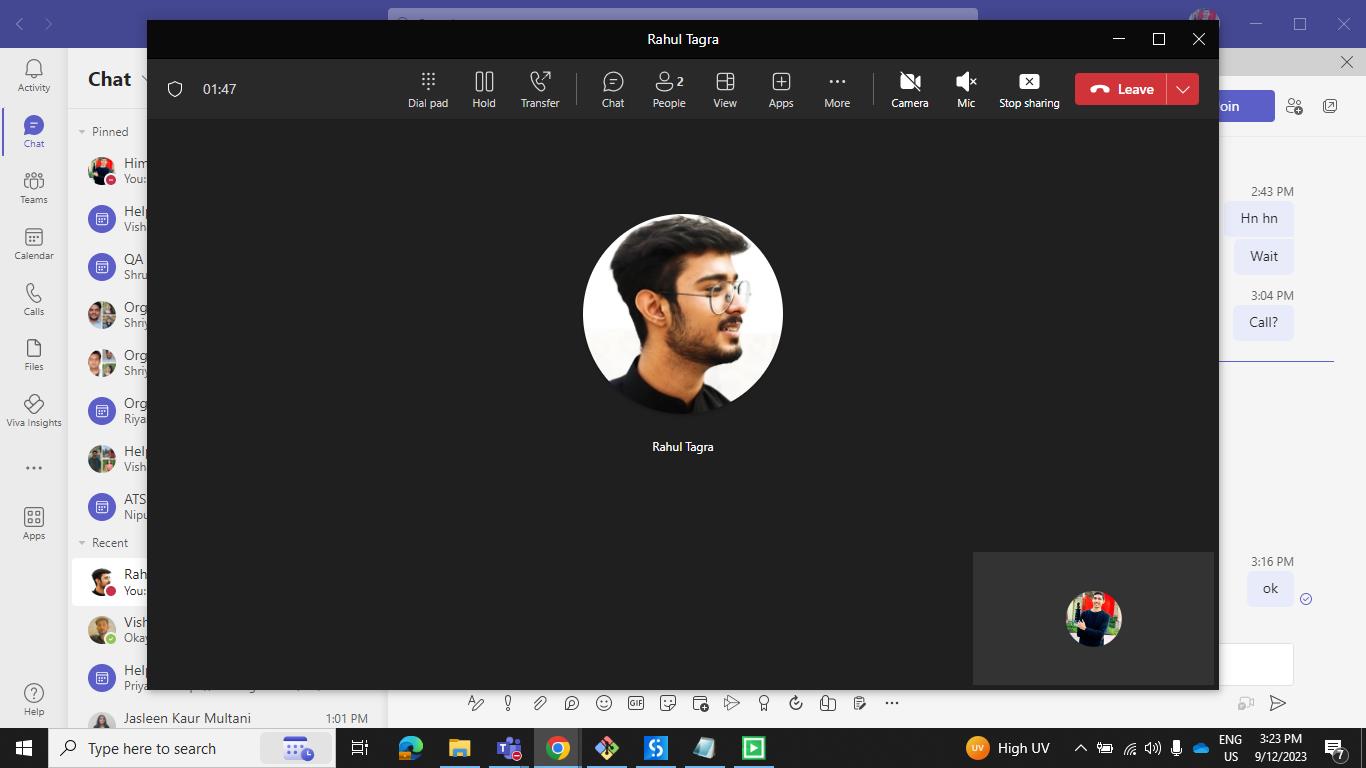 Rahul Tagra
01:47
Dial pad
Hold
Transfer
Chat
People
2
View
Apps
More
Camera
Mic
Stop sharing
Leave
Rahul Tagra
Activity
Chat
Teams
Calendar
Calls
Files
Viva Insights
Apps
Help
Chat
Pinned
Him
You:
Help
Vish
QA
Shru
Org
Shriy
Org
Shriy
Org
Riya
Help
Vish
ATS
Nipu
Recent
Rah
You:
Vish
Okay
Help
Priya
Jasleen Kaur Multani
1:01 PM
oin
2:43 PM
Hn hn
Wait
3:04 PM
Call?
3:16 PM
ok
GIF
Type here to search
UV
High UV
ENG
US
3:23 PM
9/12/2023
7